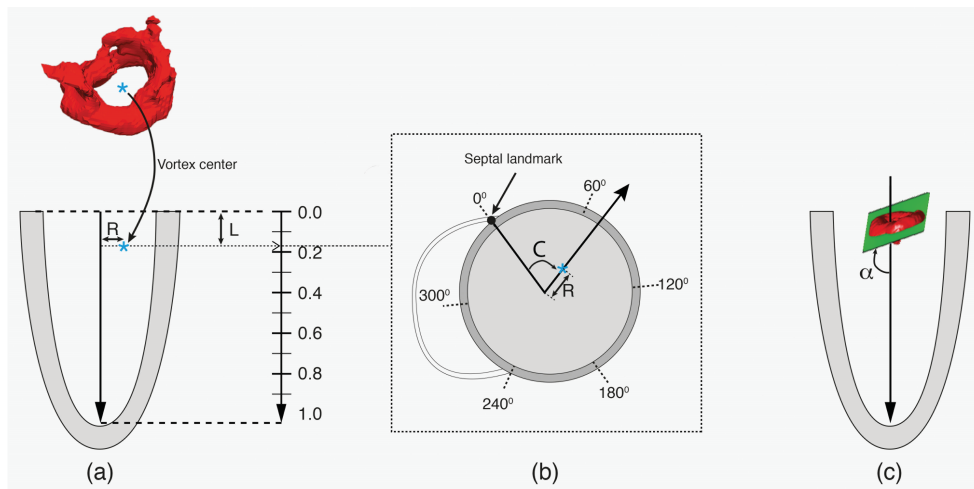 Vortex center
R
L
0.0
0.2
0.4
0.6
0.8
1.0
(a)
Septal landmark
0⁰
60⁰
C
R
120⁰
300⁰
180⁰
240⁰
(b)
α
(c)